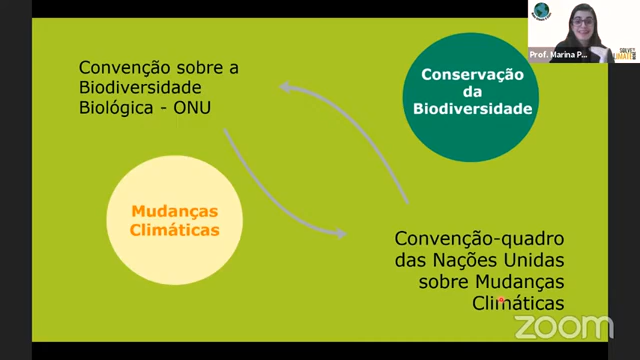 Convenção sobre a
Biodiversidade
Biológica - ONU
Conservação
da
Biodiversidade
Mudanças
Climáticas
Convenção-quadro
das Nações Unidas
sobre Mudanças
Climáticas
Prof. Marina P...
zoom